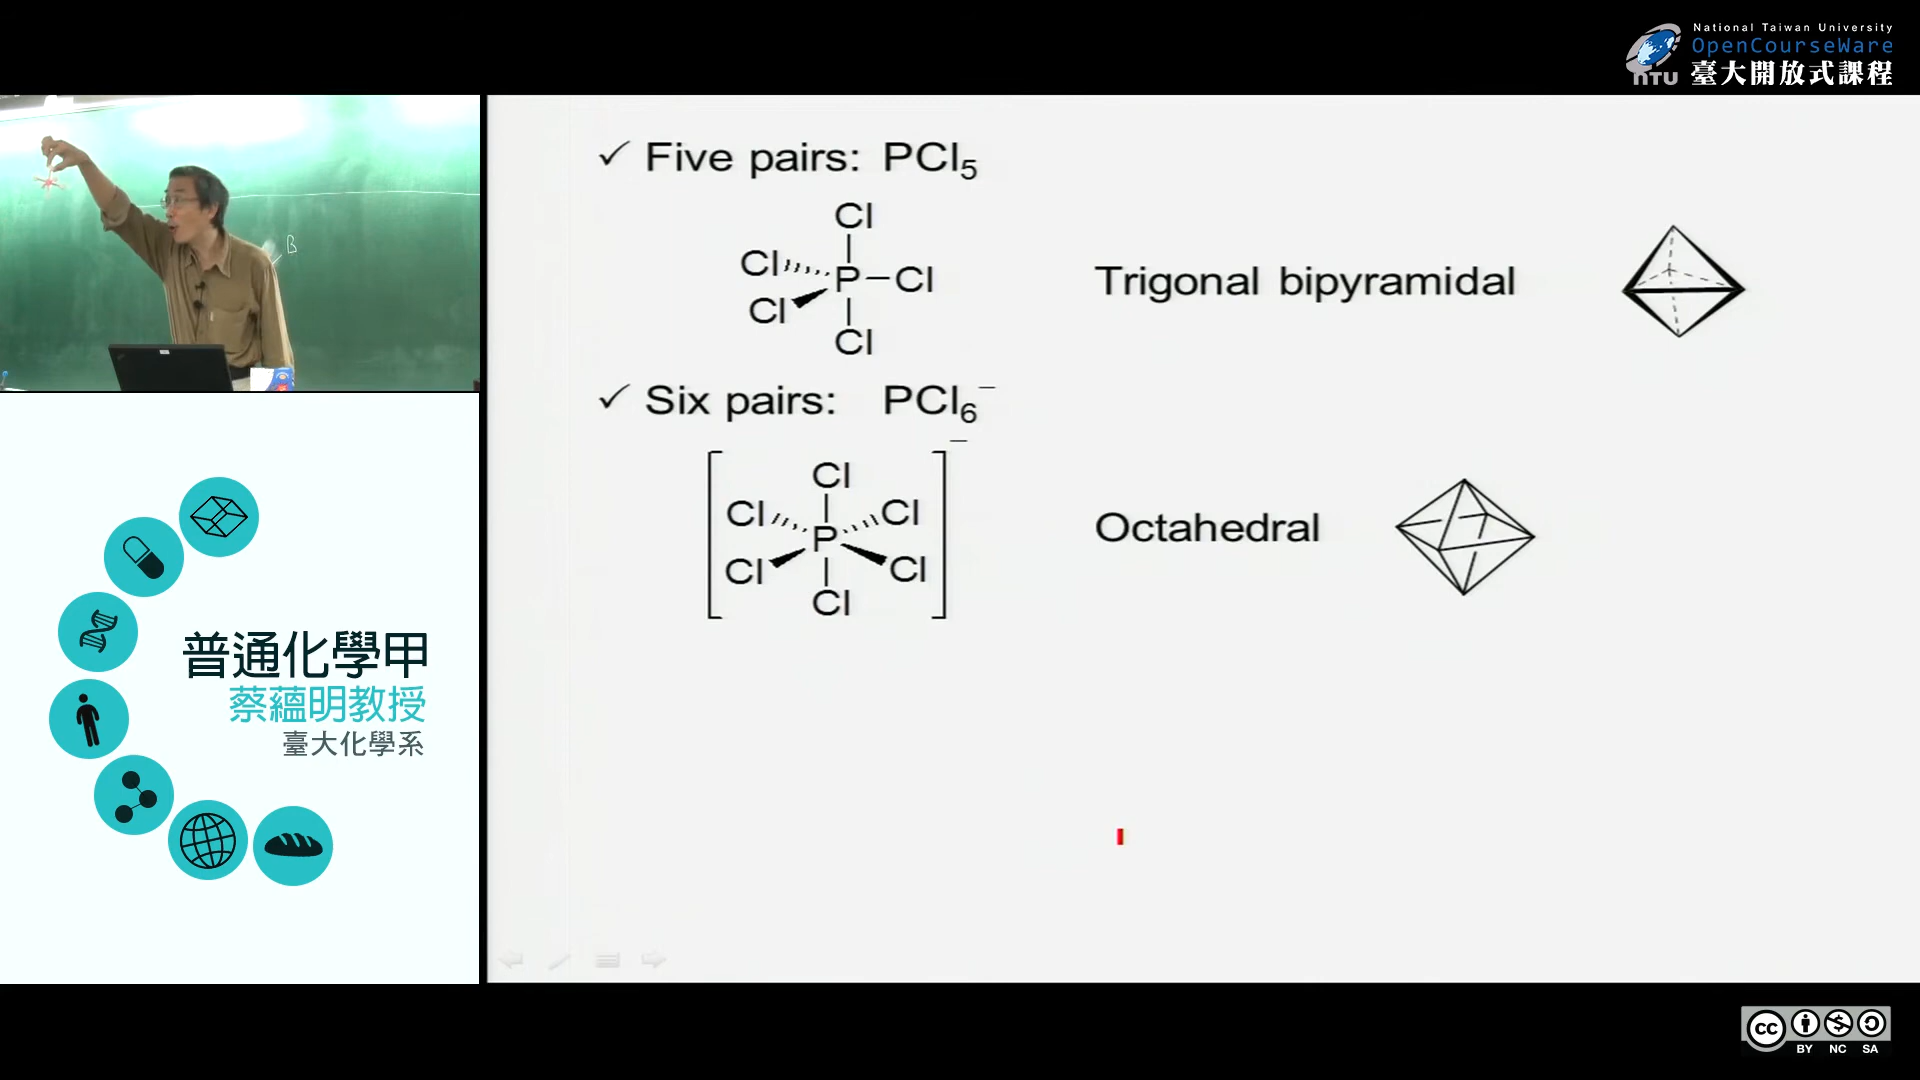 National Taiwan University
OpenCourseWare
臺大開放式課程
NTU
B
✓ Five pairs: PCl₅
Cl
Cl
P
Cl
Cl
Cl
Trigonal bipyramidal
✓ Six pairs: PCl₆⁻
Cl
Cl
Cl
P
Cl
Cl
Cl
−
Octahedral
普通化學甲
蔡蘊明教授
臺大化學系
cc
BY NC SA